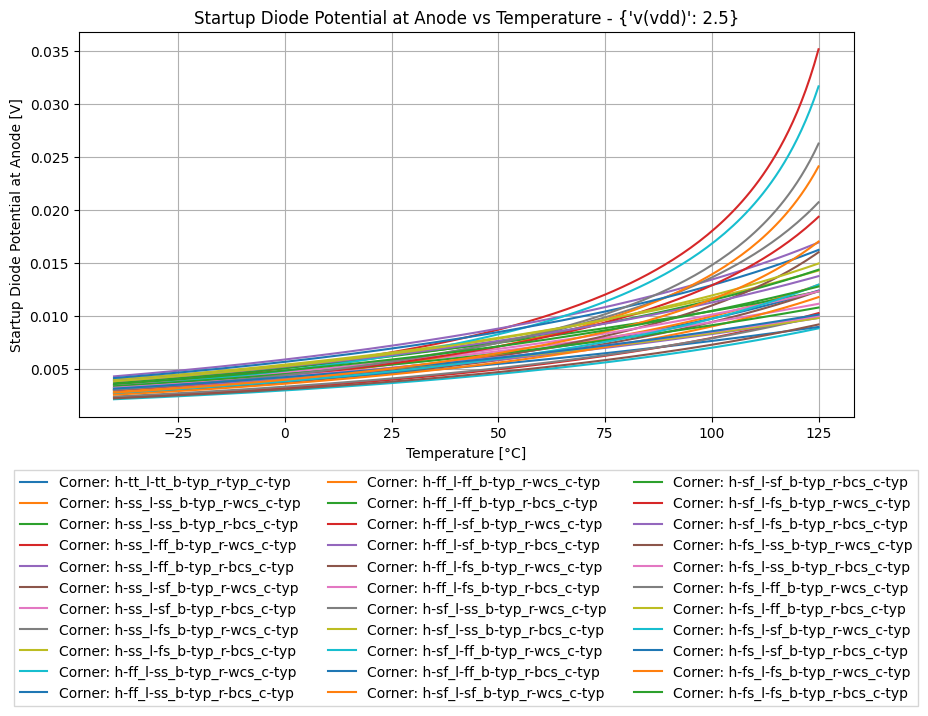 Startup Diode Potential at Anode vs Temperature - {'v(vdd)': 2.5}
Startup Diode Potential at Anode [V]
0.035
0.030
0.025
0.020
0.015
0.010
0.005
−25
0
25
50
75
100
125
Temperature [°C]
Corner: h-tt_l-tt_b-typ_r-typ_c-typ
Corner: h-ss_l-ss_b-typ_r-wcs_c-typ
Corner: h-ss_l-ss_b-typ_r-bcs_c-typ
Corner: h-ss_l-ff_b-typ_r-wcs_c-typ
Corner: h-ss_l-ff_b-typ_r-bcs_c-typ
Corner: h-ss_l-sf_b-typ_r-wcs_c-typ
Corner: h-ss_l-sf_b-typ_r-bcs_c-typ
Corner: h-ss_l-fs_b-typ_r-wcs_c-typ
Corner: h-ss_l-fs_b-typ_r-bcs_c-typ
Corner: h-ff_l-ss_b-typ_r-wcs_c-typ
Corner: h-ff_l-ss_b-typ_r-bcs_c-typ
Corner: h-ff_l-ff_b-typ_r-wcs_c-typ
Corner: h-ff_l-ff_b-typ_r-bcs_c-typ
Corner: h-ff_l-sf_b-typ_r-wcs_c-typ
Corner: h-ff_l-sf_b-typ_r-bcs_c-typ
Corner: h-ff_l-fs_b-typ_r-wcs_c-typ
Corner: h-ff_l-fs_b-typ_r-bcs_c-typ
Corner: h-sf_l-ss_b-typ_r-wcs_c-typ
Corner: h-sf_l-ss_b-typ_r-bcs_c-typ
Corner: h-sf_l-ff_b-typ_r-wcs_c-typ
Corner: h-sf_l-ff_b-typ_r-bcs_c-typ
Corner: h-sf_l-sf_b-typ_r-wcs_c-typ
Corner: h-sf_l-sf_b-typ_r-bcs_c-typ
Corner: h-sf_l-fs_b-typ_r-wcs_c-typ
Corner: h-sf_l-fs_b-typ_r-bcs_c-typ
Corner: h-fs_l-ss_b-typ_r-wcs_c-typ
Corner: h-fs_l-ss_b-typ_r-bcs_c-typ
Corner: h-fs_l-ff_b-typ_r-wcs_c-typ
Corner: h-fs_l-ff_b-typ_r-bcs_c-typ
Corner: h-fs_l-sf_b-typ_r-wcs_c-typ
Corner: h-fs_l-sf_b-typ_r-bcs_c-typ
Corner: h-fs_l-fs_b-typ_r-wcs_c-typ
Corner: h-fs_l-fs_b-typ_r-bcs_c-typ